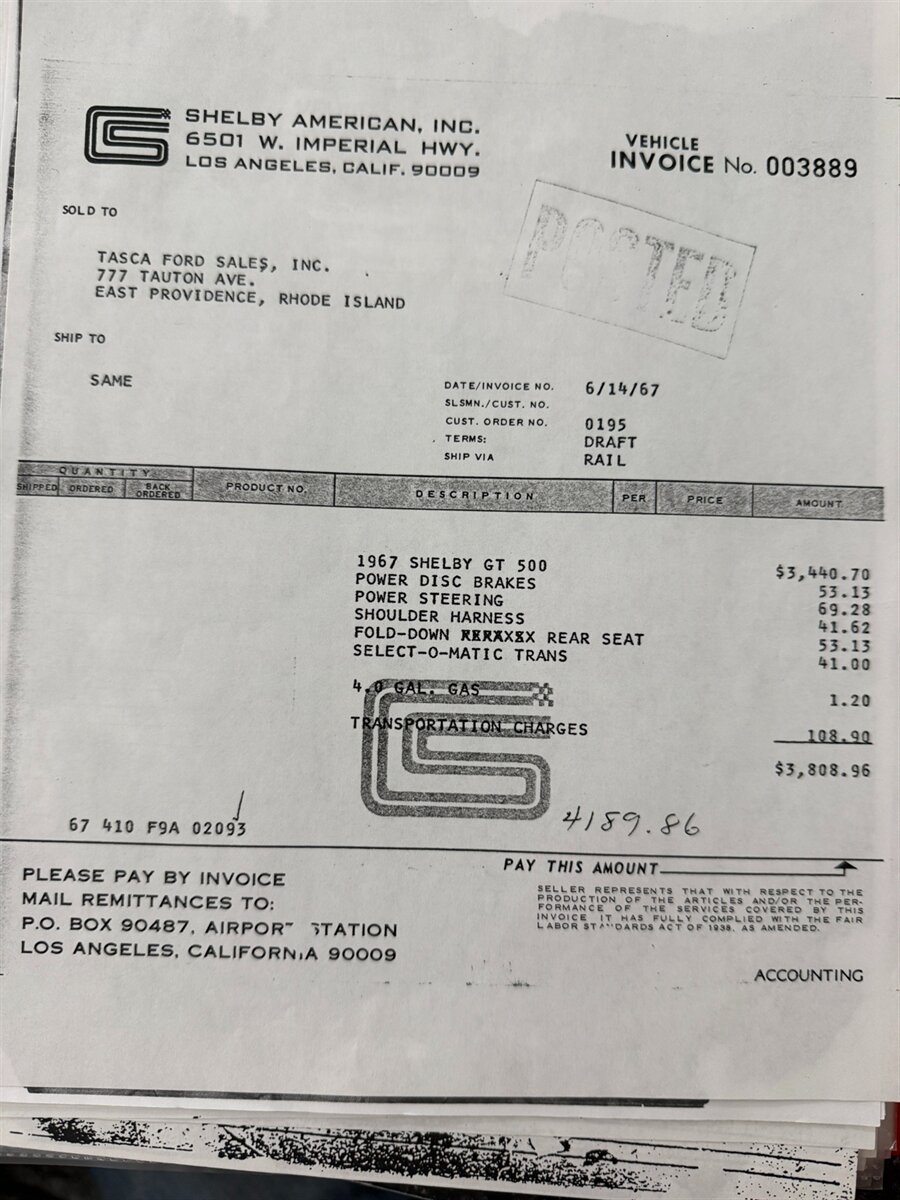 SHELBY AMERICAN, INC.
6501 W. IMPERIAL HWY.
LOS ANGELES, CALIF. 90009
VEHICLE
INVOICE No. 003889
POSTED
SOLD TO
TASCA FORD SALES, INC.
777 TAUTON AVE.
EAST PROVIDENCE, RHODE ISLAND
SHIP TO
SAME
DATE/INVOICE NO. 6/14/67
SLSMN./CUST. NO.
CUST. ORDER NO. 0195
TERMS: DRAFT
SHIP VIA RAIL
QUANTITY
SHIPPED ORDERED BACK ORDERED PRODUCT NO. DESCRIPTION PER PRICE AMOUNT
1967 SHELBY GT 500 $3,440.70
POWER DISC BRAKES 53.13
POWER STEERING 69.28
SHOULDER HARNESS 41.62
FOLD-DOWN REAR SEAT 53.13
SELECT-O-MATIC TRANS 41.00
4.0 GAL. GAS 1.20
TRANSPORTATION CHARGES 108.90
$3,808.96
4189.86
67 410 F9A 02093
PLEASE PAY BY INVOICE
MAIL REMITTANCES TO:
P.O. BOX 90487, AIRPORT STATION
LOS ANGELES, CALIFORNIA 90009
PAY THIS AMOUNT
SELLER REPRESENTS THAT WITH RESPECT TO THE
PRODUCTION OF THE ARTICLES AND/OR THE PER-
FORMANCE OF THE SERVICES COVERED BY THIS
INVOICE IT HAS FULLY COMPLIED WITH THE FAIR
LABOR STANDARDS ACT OF 1938, AS AMENDED.
ACCOUNTING